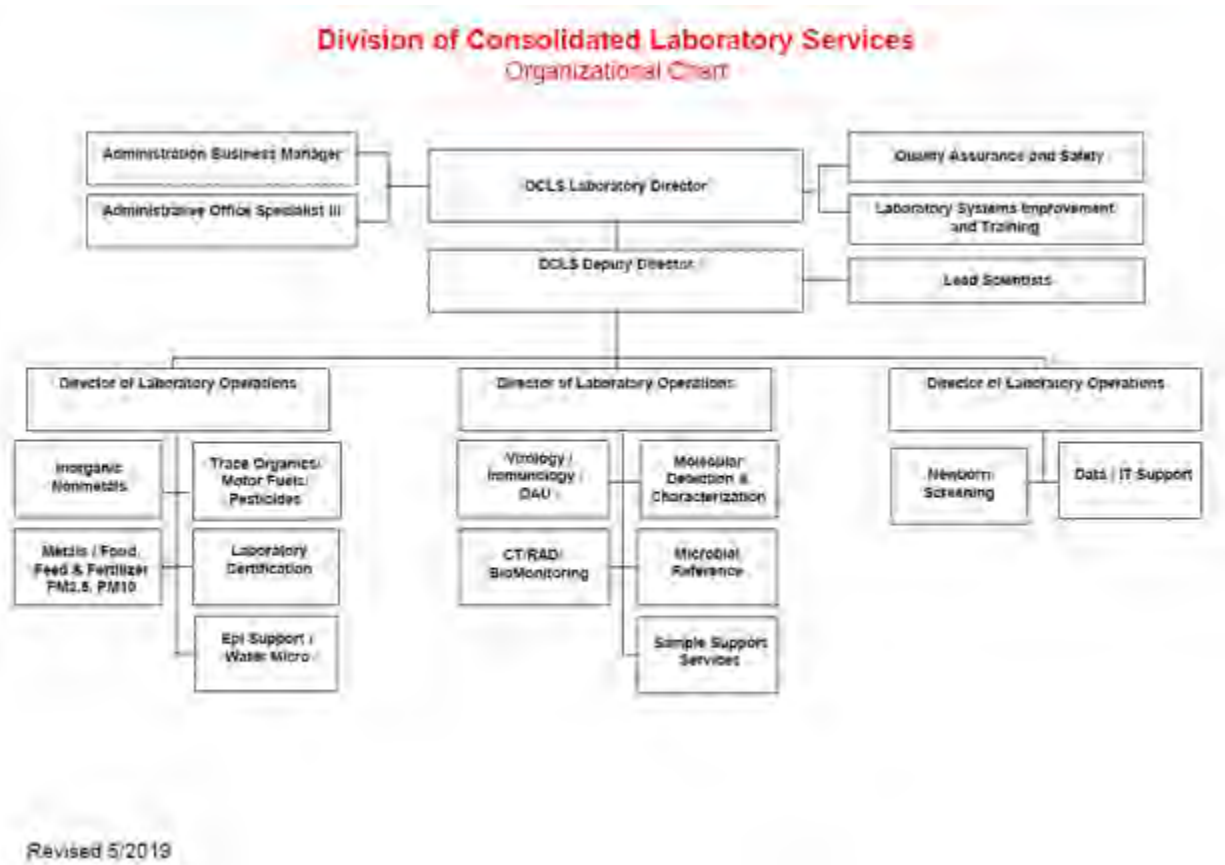 Division of Consolidated Laboratory Services
Organizational Chart
Administration Business Manager
Administrative Office Specialist III
DCLS Laboratory Director
Quality Assurance and Safety
Laboratory Systems Improvement
and Training
DCLS Deputy Director
Lead Scientists
Director of Laboratory Operations
Inorganic
Nonmetals
Trace Organics/
Motor Fuels/
Pesticides
Metals / Food,
Feed & Fertilizer
PM2.5, PM10
Laboratory
Certification
Epi Support /
Water Micro
Director of Laboratory Operations
Virology /
Immunology /
DAU
Molecular
Detection &
Characterization
CT/RAD/
BioMonitoring
Microbial
Reference
Sample Support
Services
Director of Laboratory Operations
Newborn
Screening
Data / IT Support
Revised 5/2019